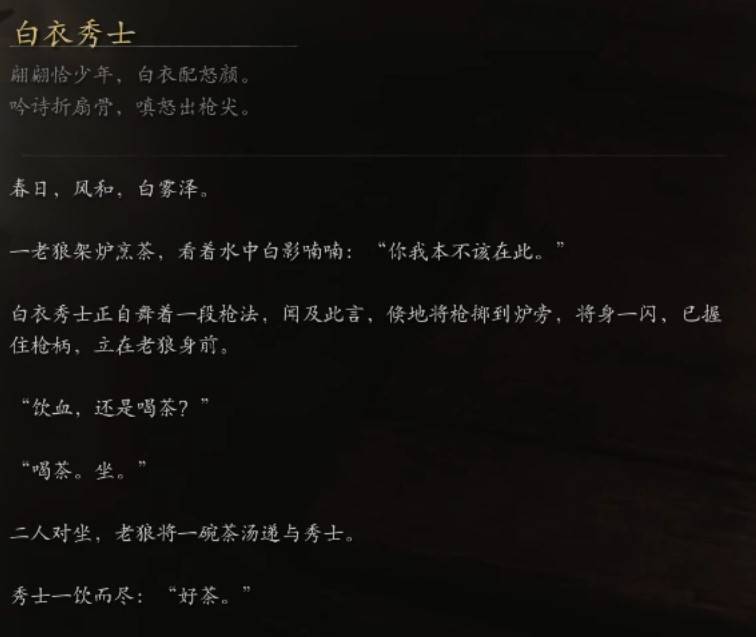 白衣秀士
翩翩恰少年，白衣配怒颜。
吟诗折扇骨，嗔怒出枪尖。
春日，风和，白雾泽。
一老狼架炉烹茶，看着水中白影喃喃：“你我本不该在此。”
白衣秀士正自舞着一段枪法，闻及此言，倏地将枪掷到炉旁，将身一闪，已握
住枪柄，立在老狼身前。
“饮血，还是喝茶？”
“喝茶。坐。”
二人对坐，老狼将一碗茶汤递与秀士。
秀士一饮而尽：“好茶。”